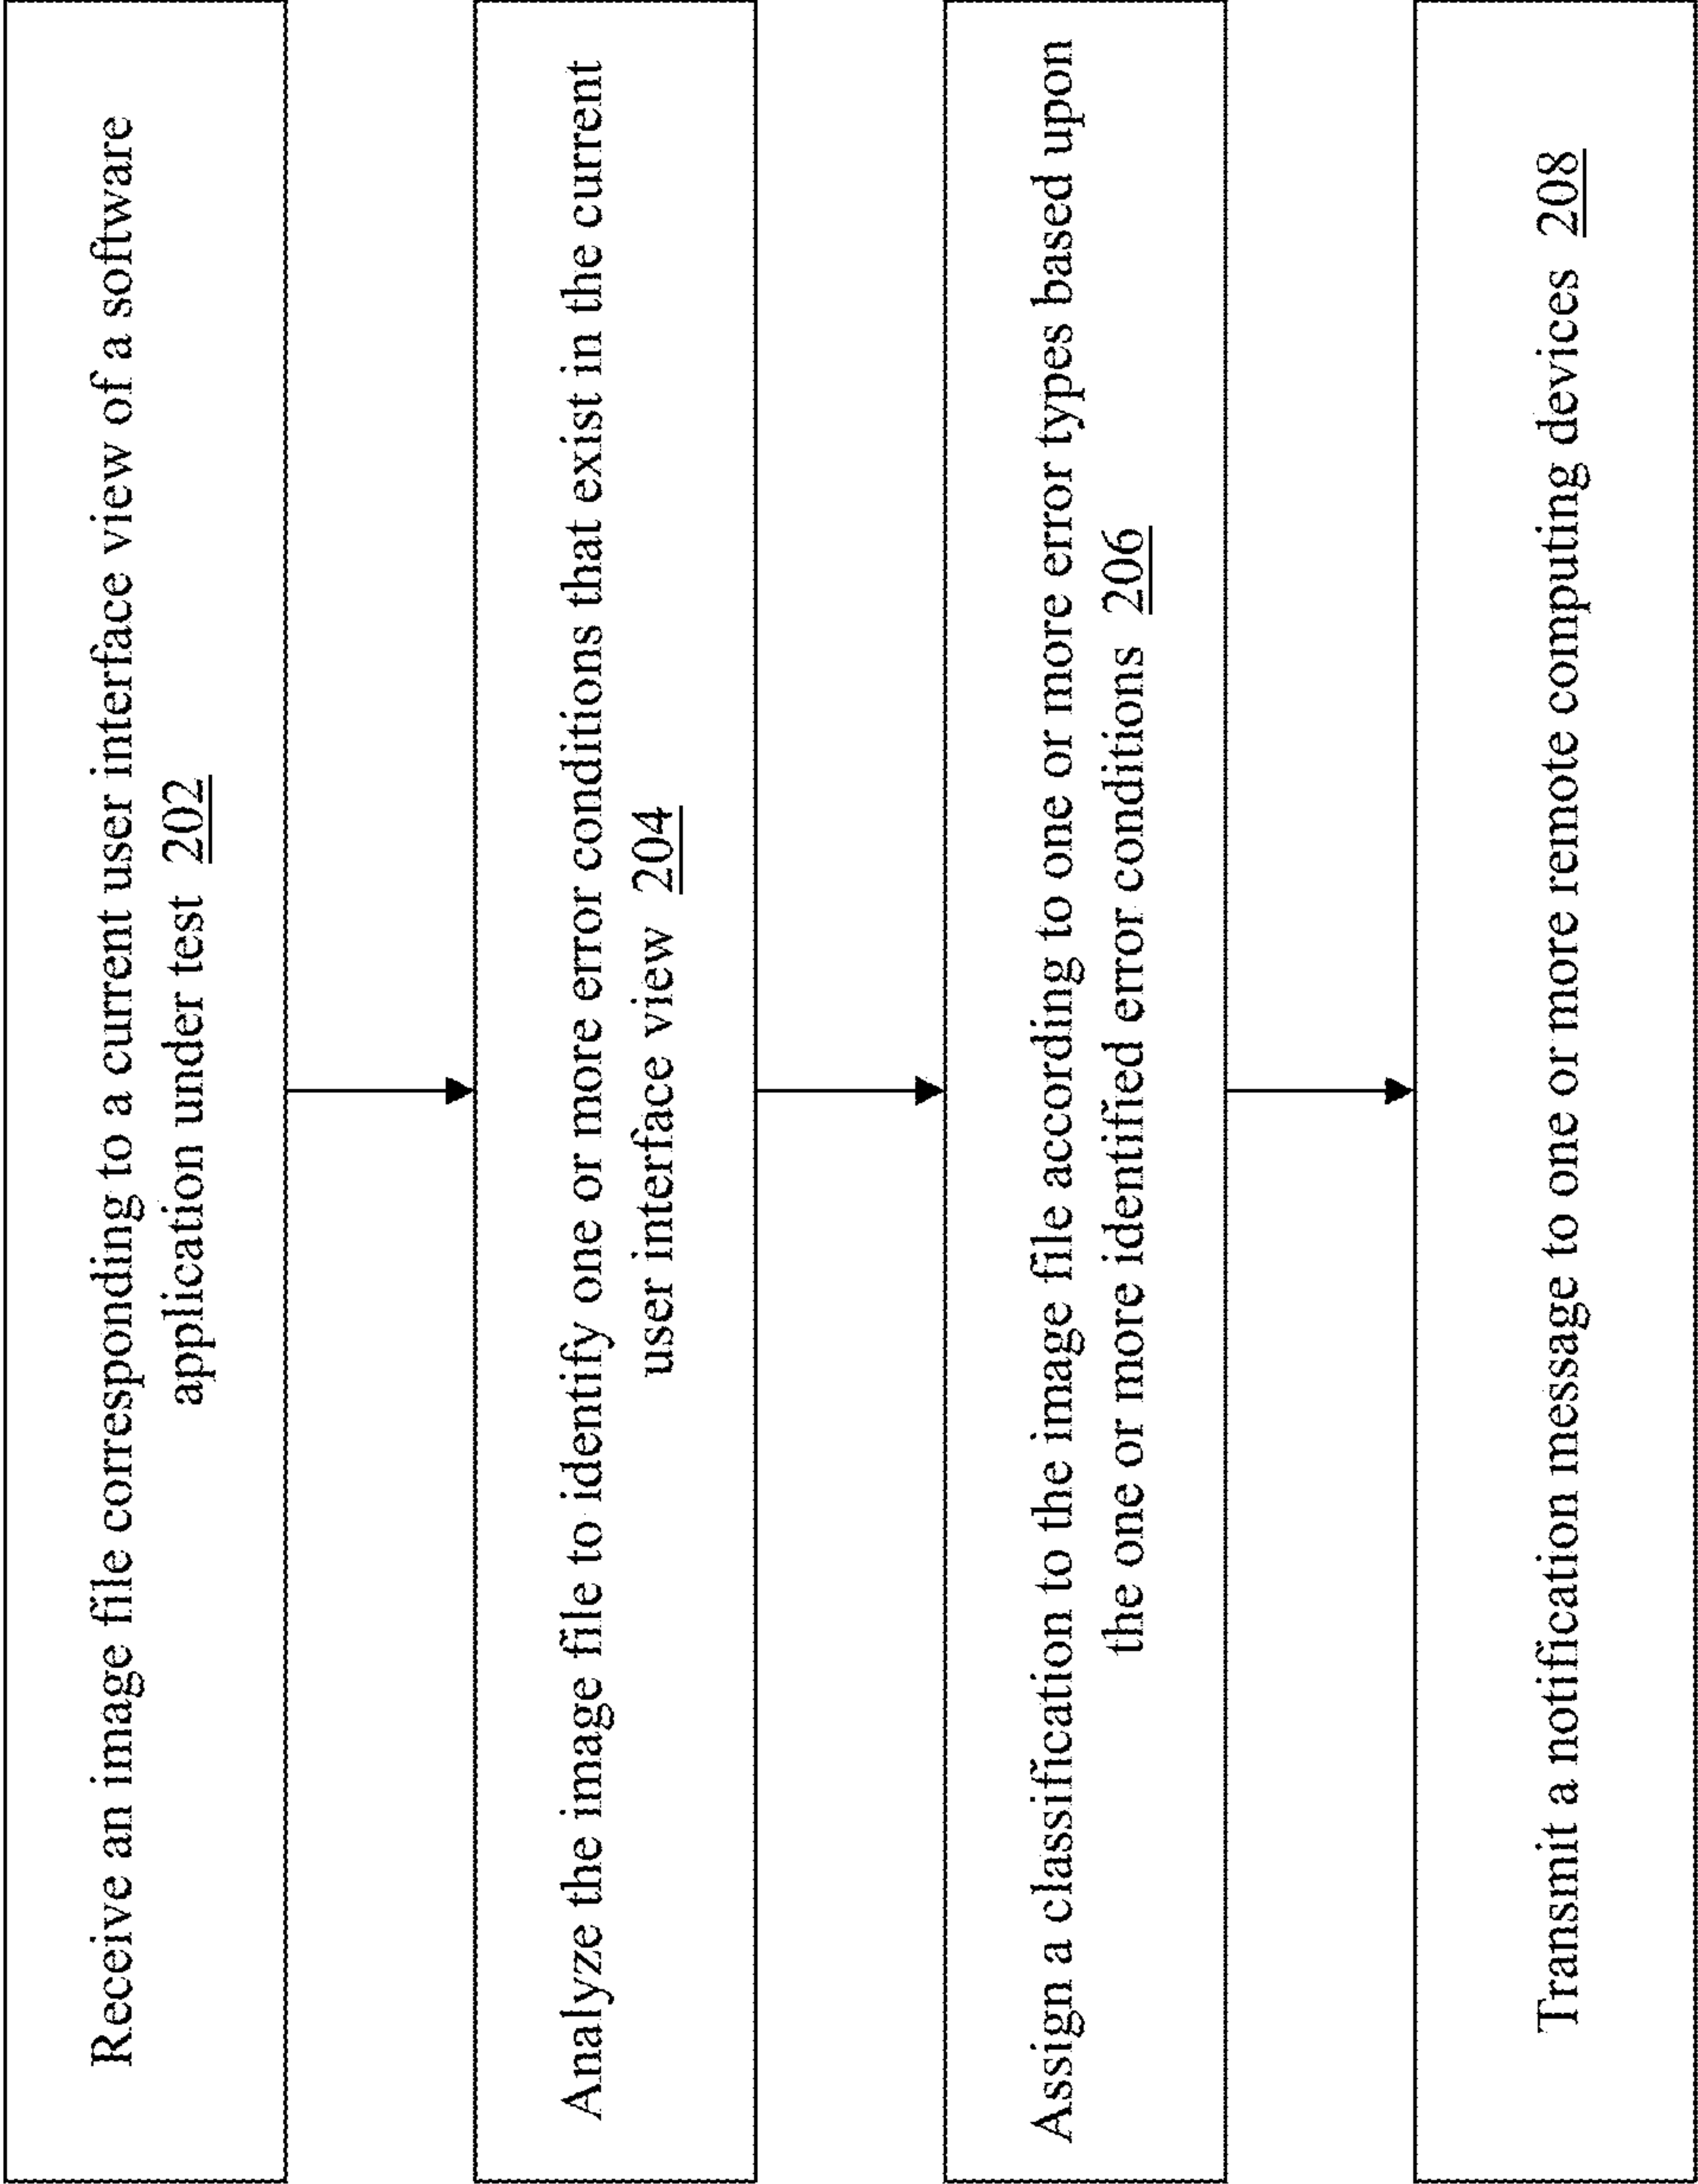 Receive an image file corresponding to a current user interface view of a software
application under test 202
Analyze the image file to identify one or more error conditions that exist in the current
user interface view 204
Assign a classification to the image file according to one or more error types based upon
the one or more identified error conditions 206
Transmit a notification message to one or more remote computing devices 208